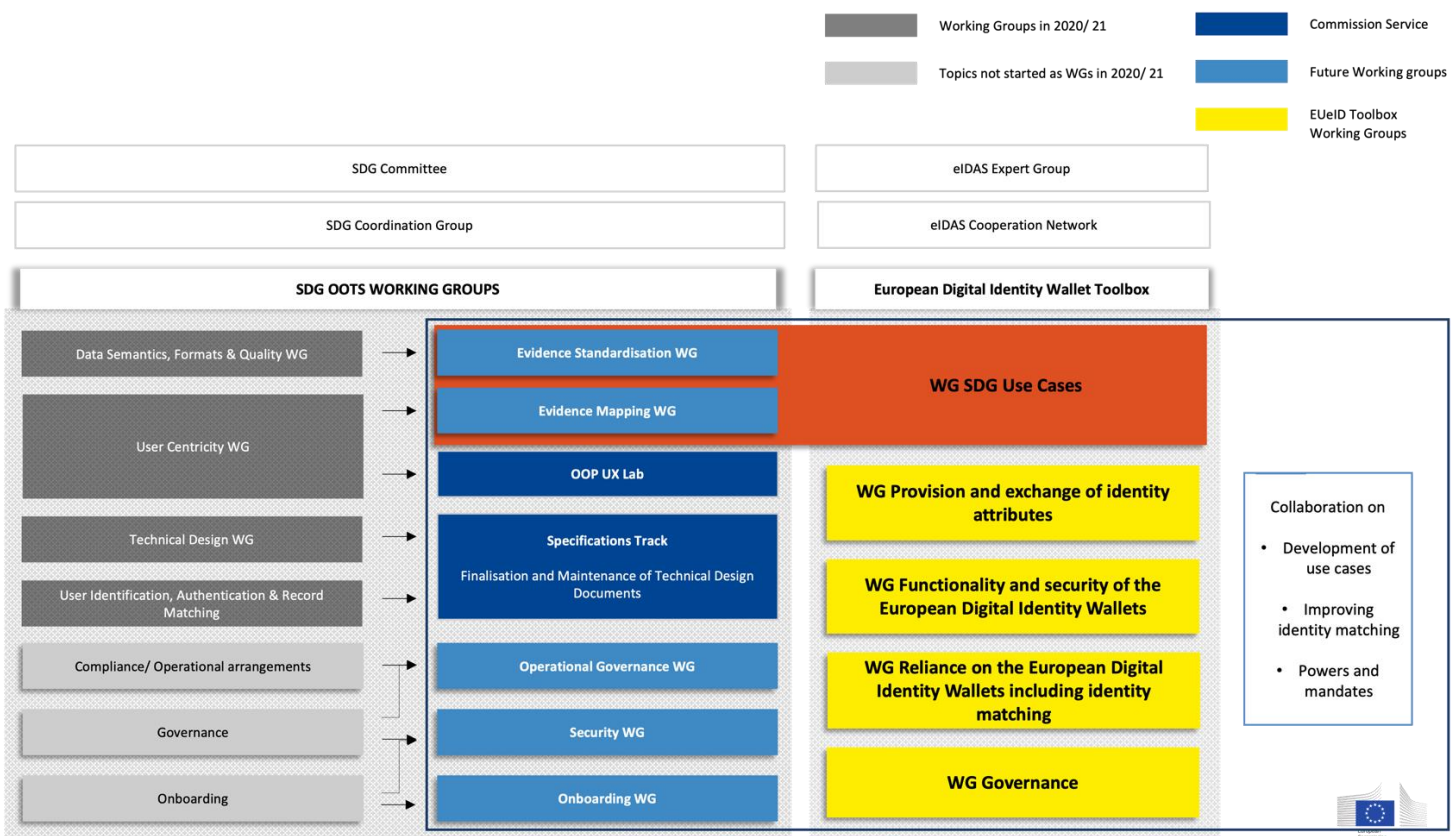 Working Groups in 2020/ 21
Commission Service
Topics not started as WGs in 2020/ 21
Future Working groups
EUeID Toolbox
Working Groups
SDG Committee
eIDAS Expert Group
SDG Coordination Group
eIDAS Cooperation Network
SDG OOTS WORKING GROUPS
European Digital Identity Wallet Toolbox
Data Semantics, Formats & Quality WG
User Centricity WG
Technical Design WG
User Identification, Authentication & Record
Matching
Compliance/ Operational arrangements
Governance
Onboarding
Evidence Standardisation WG
Evidence Mapping WG
OOP UX Lab
Specifications Track
Finalisation and Maintenance of Technical Design
Documents
Operational Governance WG
Security WG
Onboarding WG
WG SDG Use Cases
WG Provision and exchange of identity
attributes
WG Functionality and security of the
European Digital Identity Wallets
WG Reliance on the European Digital
Identity Wallets including identity
matching
WG Governance
Collaboration on
• Development of
use cases
• Improving
identity matching
• Powers and
mandates
European